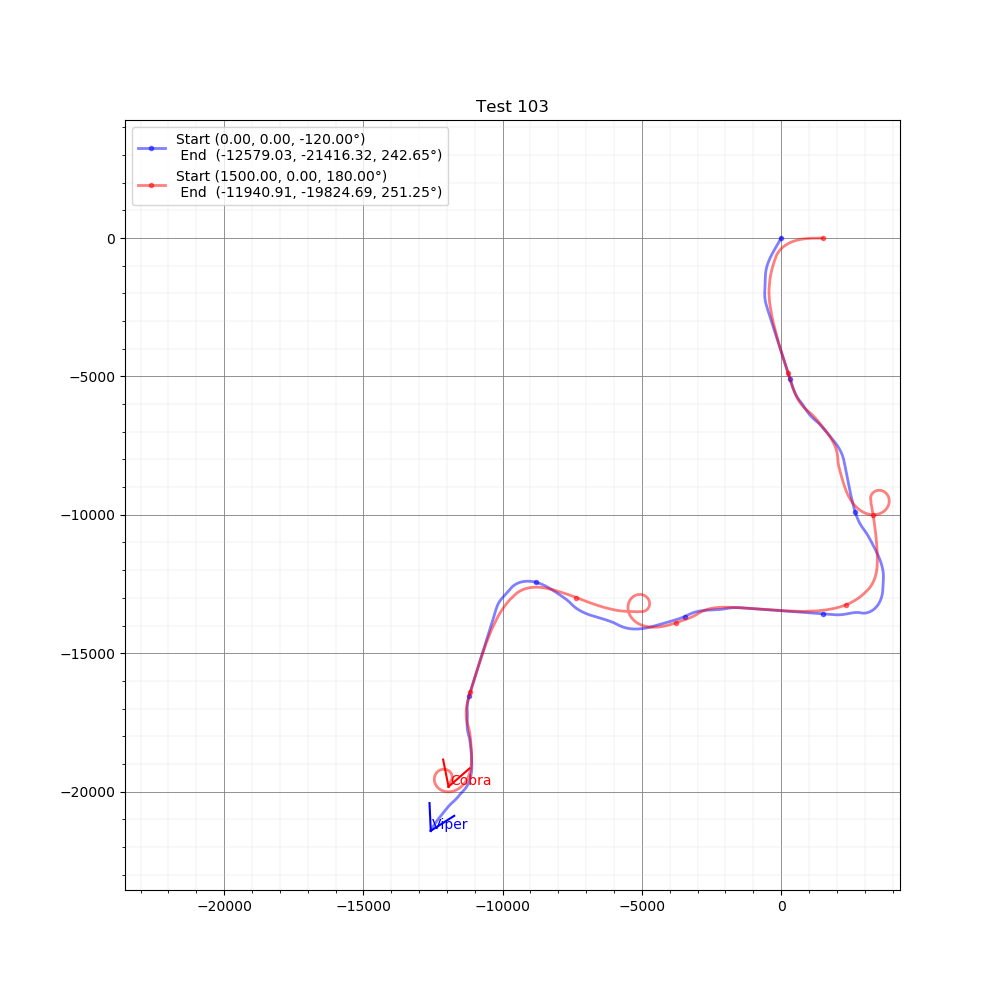 Test 103
Start (0.00, 0.00, -120.00°)
End  (-12579.03, -21416.32, 242.65°)
Start (1500.00, 0.00, 180.00°)
End  (-11940.91, -19824.69, 251.25°)
0
−5000
−10000
−15000
−20000
Cobra
Viper
−20000
−15000
−10000
−5000
0